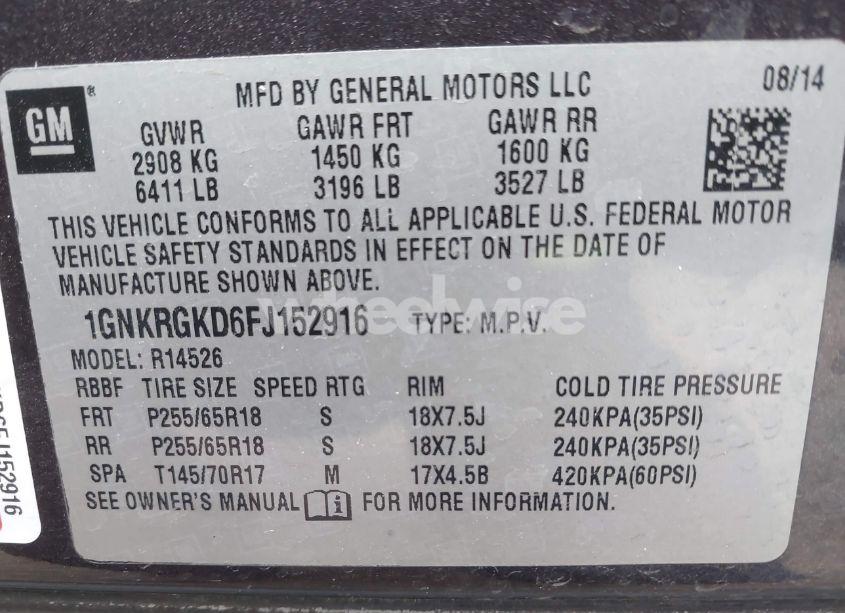 MFD BY GENERAL MOTORS LLC 08/14
GM®
GVWR GAWR FRT GAWR RR
2908 KG 1450 KG 1600 KG
6411 LB 3196 LB 3527 LB
THIS VEHICLE CONFORMS TO ALL APPLICABLE U.S. FEDERAL MOTOR
VEHICLE SAFETY STANDARDS IN EFFECT ON THE DATE OF
MANUFACTURE SHOWN ABOVE.
1GNKRGKD6FJ152916 TYPE: M.P.V.
wheelwise
MODEL: R14526
RBBF TIRE SIZE SPEED RTG RIM COLD TIRE PRESSURE
FRT P255/65R18 S 18X7.5J 240KPA(35PSI)
RR P255/65R18 S 18X7.5J 240KPA(35PSI)
SPA T145/70R17 M 17X4.5B 420KPA(60PSI)
SEE OWNER'S MANUAL i FOR MORE INFORMATION.